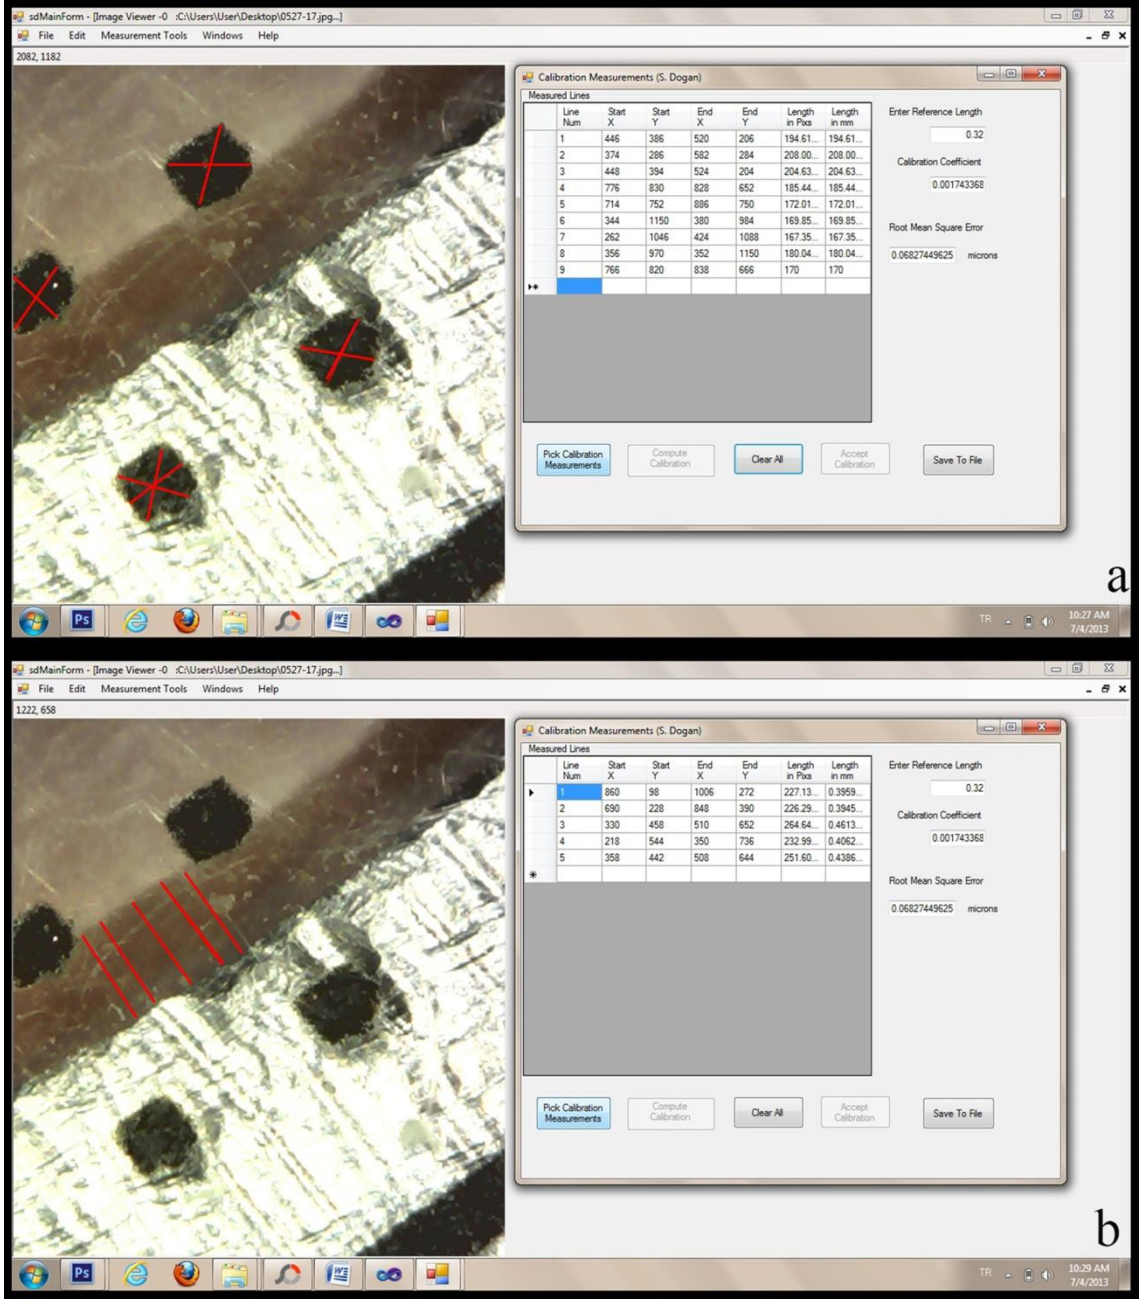 sdMainForm - [Image Viewer -0 :C:\Users\User\Desktop\0527-17.jpg...]
File Edit Measurement Tools Windows Help
2082, 1182
Calibration Measurements (S. Dogan)
Measured Lines
Line Num Start X Start Y End X End Y Length in Pixs Length in mm
1 446 386 520 206 194.61... 194.61...
2 374 286 582 284 208.00... 208.00...
3 448 394 524 204 204.63... 204.63...
4 776 830 828 652 185.44... 185.44...
5 714 752 886 750 172.01... 172.01...
6 344 1150 380 984 169.85... 169.85...
7 262 1046 424 1088 167.35... 167.35...
8 356 970 352 1150 180.04... 180.04...
9 766 820 838 666 170 170
Enter Reference Length
0.32
Calibration Coefficient
0.001743368
Root Mean Square Error
0.06827449625 microns
Pick Calibration Measurements
Compute Calibration
Clear All
Accept Calibration
Save To File
a
Ps
TR
10:27 AM
7/4/2013
sdMainForm - [Image Viewer -0 :C:\Users\User\Desktop\0527-17.jpg...]
File Edit Measurement Tools Windows Help
1222, 658
Calibration Measurements (S. Dogan)
Measured Lines
Line Num Start X Start Y End X End Y Length in Pixs Length in mm
1 860 98 1006 272 227.13... 0.3959...
2 690 228 848 390 226.29... 0.3945...
3 330 458 510 652 264.64... 0.4613...
4 218 544 350 736 232.99... 0.4062...
5 358 442 508 644 251.60... 0.4386...
Enter Reference Length
0.32
Calibration Coefficient
0.001743368
Root Mean Square Error
0.06827449625 microns
Pick Calibration Measurements
Compute Calibration
Clear All
Accept Calibration
Save To File
b
Ps
TR
10:29 AM
7/4/2013